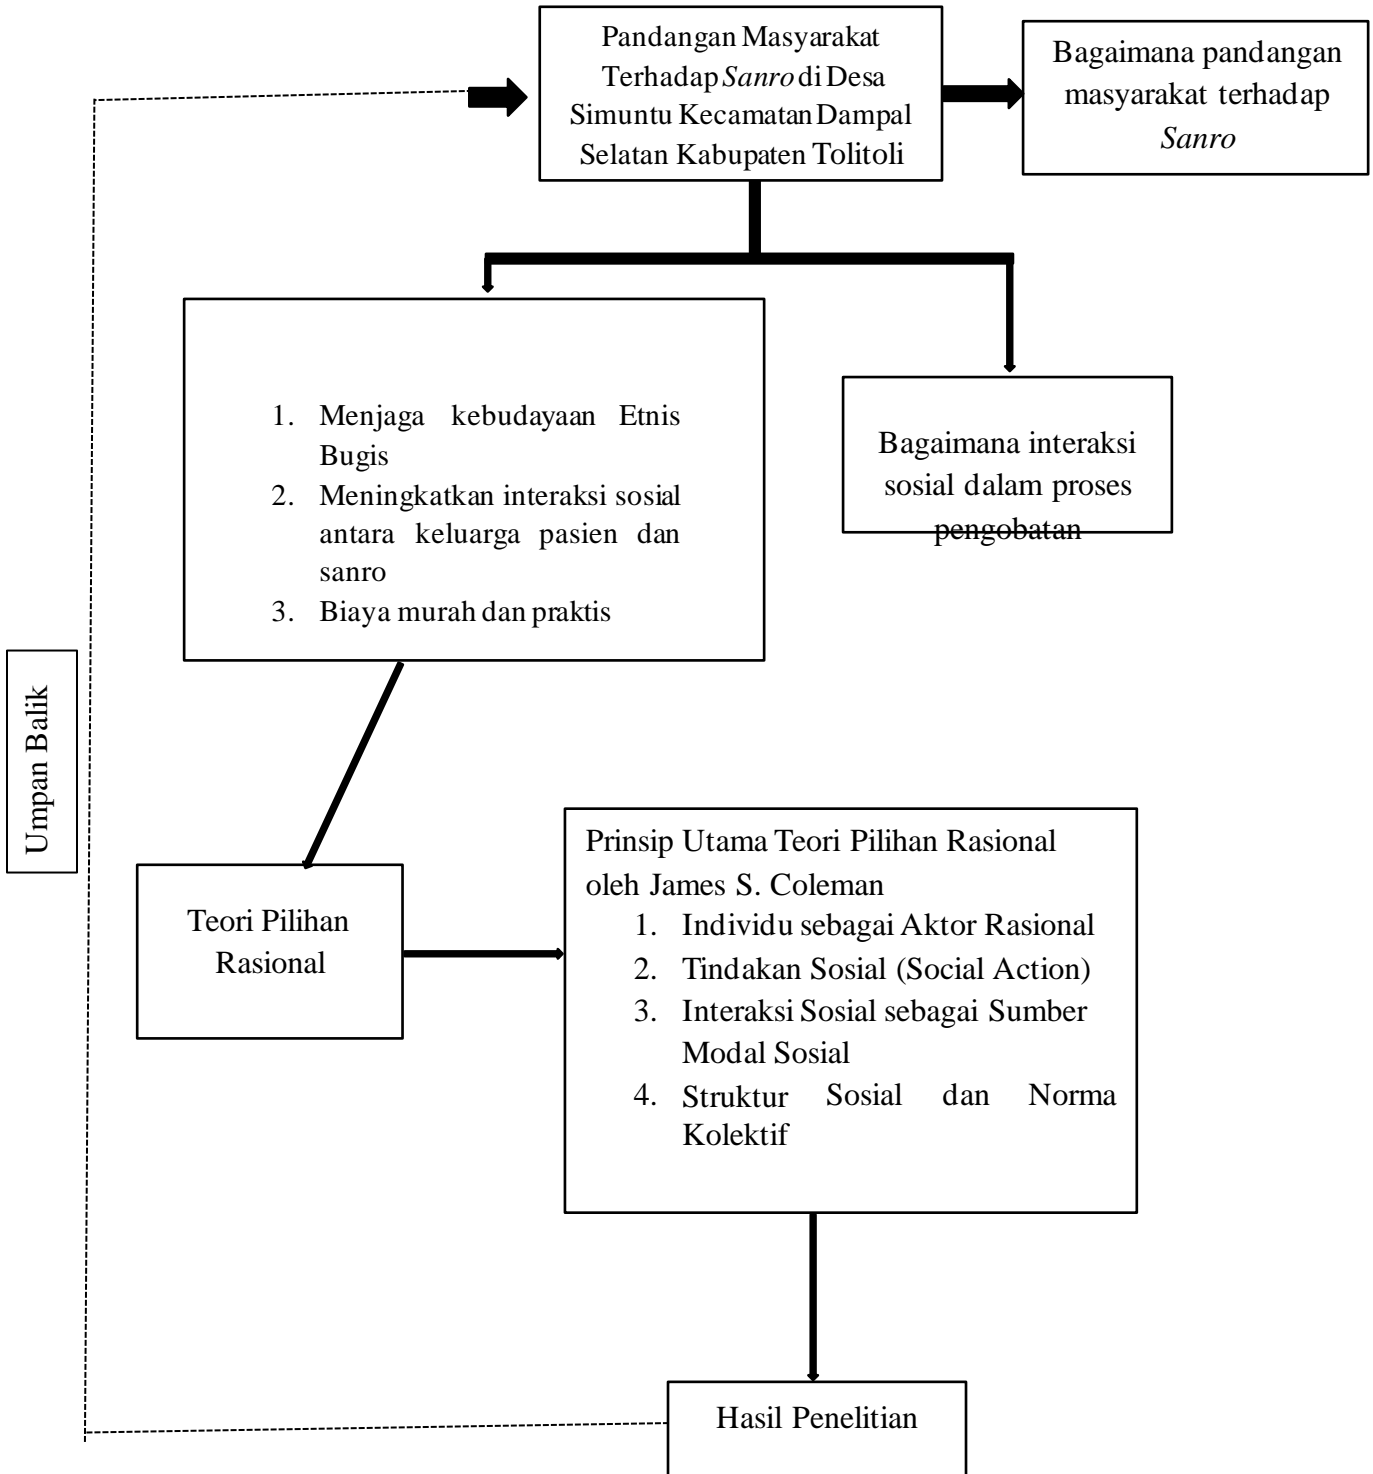 Pandangan Masyarakat
Terhadap Sanro di Desa
Simuntu Kecamatan Dampal
Selatan Kabupaten Tolitoli
Bagaimana pandangan
masyarakat terhadap
Sanro
1. Menjaga kebudayaan Etnis
Bugis
2. Meningkatkan interaksi sosial
antara keluarga pasien dan
sanro
3. Biaya murah dan praktis
Bagaimana interaksi
sosial dalam proses
pengobatan
Umpan Balik
Teori Pilihan
Rasional
Prinsip Utama Teori Pilihan Rasional
oleh James S. Coleman
1. Individu sebagai Aktor Rasional
2. Tindakan Sosial (Social Action)
3. Interaksi Sosial sebagai Sumber
Modal Sosial
4. Struktur Sosial dan Norma
Kolektif
Hasil Penelitian